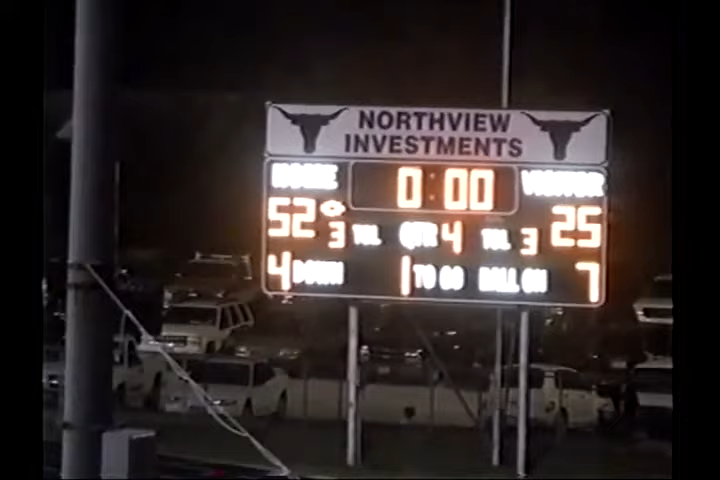 NORTHVIEW
INVESTMENTS
HOME 0:00 VISITOR
52 25
3 TOL QTR 4 TOL 3
4 DOWN 1 TO GO BALL ON 7